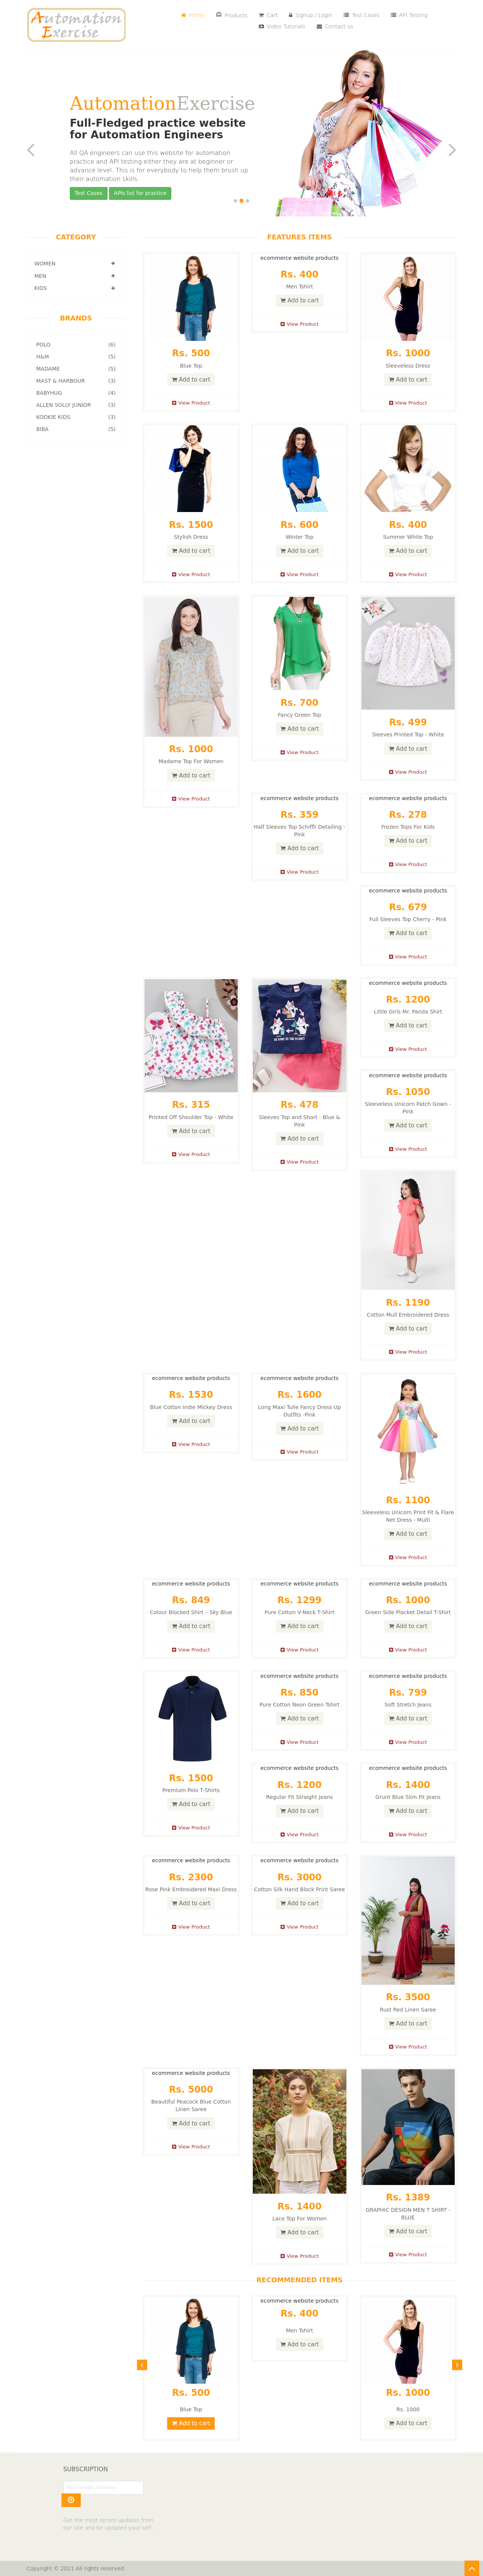 Automation
Exercise
Home
Products
Cart
Signup / Login
Test Cases
API Testing
Video Tutorials
Contact us
AutomationExercise
Full-Fledged practice website
for Automation Engineers
All QA engineers can use this website for automation
practice and API testing either they are at beginner or
advance level. This is for everybody to help them brush up
their automation skills.
Test Cases
APIs list for practice
CATEGORY
WOMEN
MEN
KIDS
BRANDS
POLO (6)
H&M (5)
MADAME (5)
MAST & HARBOUR (3)
BABYHUG (4)
ALLEN SOLLY JUNIOR (3)
KOOKIE KIDS (3)
BIBA (5)
FEATURES ITEMS
Rs. 500
Blue Top
Add to cart
View Product
ecommerce website products
Rs. 400
Men Tshirt
Add to cart
View Product
Rs. 1000
Sleeveless Dress
Add to cart
View Product
Rs. 1500
Stylish Dress
Add to cart
View Product
Rs. 600
Winter Top
Add to cart
View Product
Rs. 400
Summer White Top
Add to cart
View Product
Rs. 1000
Madame Top For Women
Add to cart
View Product
Rs. 700
Fancy Green Top
Add to cart
View Product
Rs. 499
Sleeves Printed Top - White
Add to cart
View Product
ecommerce website products
Rs. 359
Half Sleeves Top Schiffli Detailing -
Pink
Add to cart
View Product
ecommerce website products
Rs. 278
Frozen Tops For Kids
Add to cart
View Product
ecommerce website products
Rs. 679
Full Sleeves Top Cherry - Pink
Add to cart
View Product
Rs. 315
Printed Off Shoulder Top - White
Add to cart
View Product
BE KIND TO THE PLANET
Rs. 478
Sleeves Top and Short - Blue &
Pink
Add to cart
View Product
ecommerce website products
Rs. 1200
Little Girls Mr. Panda Shirt
Add to cart
View Product
ecommerce website products
Rs. 1050
Sleeveless Unicorn Patch Gown -
Pink
Add to cart
View Product
Rs. 1190
Cotton Mull Embroidered Dress
Add to cart
View Product
ecommerce website products
Rs. 1530
Blue Cotton Indie Mickey Dress
Add to cart
View Product
ecommerce website products
Rs. 1600
Long Maxi Tulle Fancy Dress Up
Outfits -Pink
Add to cart
View Product
Rs. 1100
Sleeveless Unicorn Print Fit & Flare
Net Dress - Multi
Add to cart
View Product
ecommerce website products
Rs. 849
Colour Blocked Shirt – Sky Blue
Add to cart
View Product
ecommerce website products
Rs. 1299
Pure Cotton V-Neck T-Shirt
Add to cart
View Product
ecommerce website products
Rs. 1000
Green Side Placket Detail T-Shirt
Add to cart
View Product
Rs. 1500
Premium Polo T-Shirts
Add to cart
View Product
ecommerce website products
Rs. 850
Pure Cotton Neon Green Tshirt
Add to cart
View Product
ecommerce website products
Rs. 799
Soft Stretch Jeans
Add to cart
View Product
ecommerce website products
Rs. 1200
Regular Fit Straight Jeans
Add to cart
View Product
ecommerce website products
Rs. 1400
Grunt Blue Slim Fit Jeans
Add to cart
View Product
ecommerce website products
Rs. 2300
Rose Pink Embroidered Maxi Dress
Add to cart
View Product
ecommerce website products
Rs. 3000
Cotton Silk Hand Block Print Saree
Add to cart
View Product
Rs. 3500
Rust Red Linen Saree
Add to cart
View Product
ecommerce website products
Rs. 5000
Beautiful Peacock Blue Cotton
Linen Saree
Add to cart
View Product
Rs. 1400
Lace Top For Women
Add to cart
View Product
Rs. 1389
GRAPHIC DESIGN MEN T SHIRT -
BLUE
Add to cart
View Product
RECOMMENDED ITEMS
Rs. 500
Blue Top
Add to cart
ecommerce website products
Rs. 400
Men Tshirt
Add to cart
Rs. 1000
Rs. 1000
Add to cart
SUBSCRIPTION
Your email address
Get the most recent updates from
our site and be updated your self...
Copyright © 2021 All rights reserved